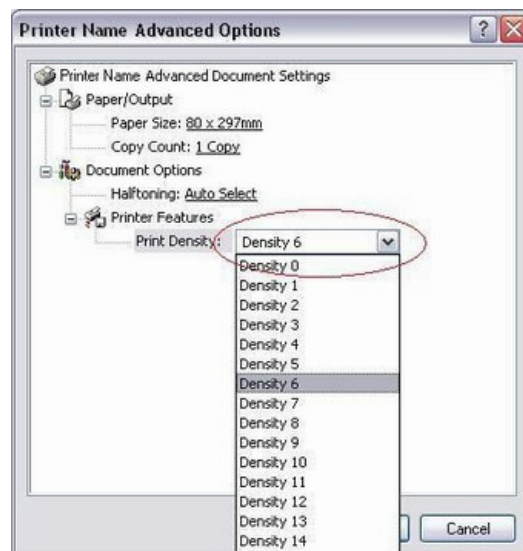 Printer Name Advanced Options
Printer Name Advanced Document Settings
Paper/Output
Paper Size: 80 x 297mm
Copy Count: 1 Copy
Document Options
Halftoning: Auto Select
Printer Features
Print Density: Density 6
Density 0
Density 1
Density 2
Density 3
Density 4
Density 5
Density 6
Density 7
Density 8
Density 9
Density 10
Density 11
Density 12
Density 13
Density 14
Cancel